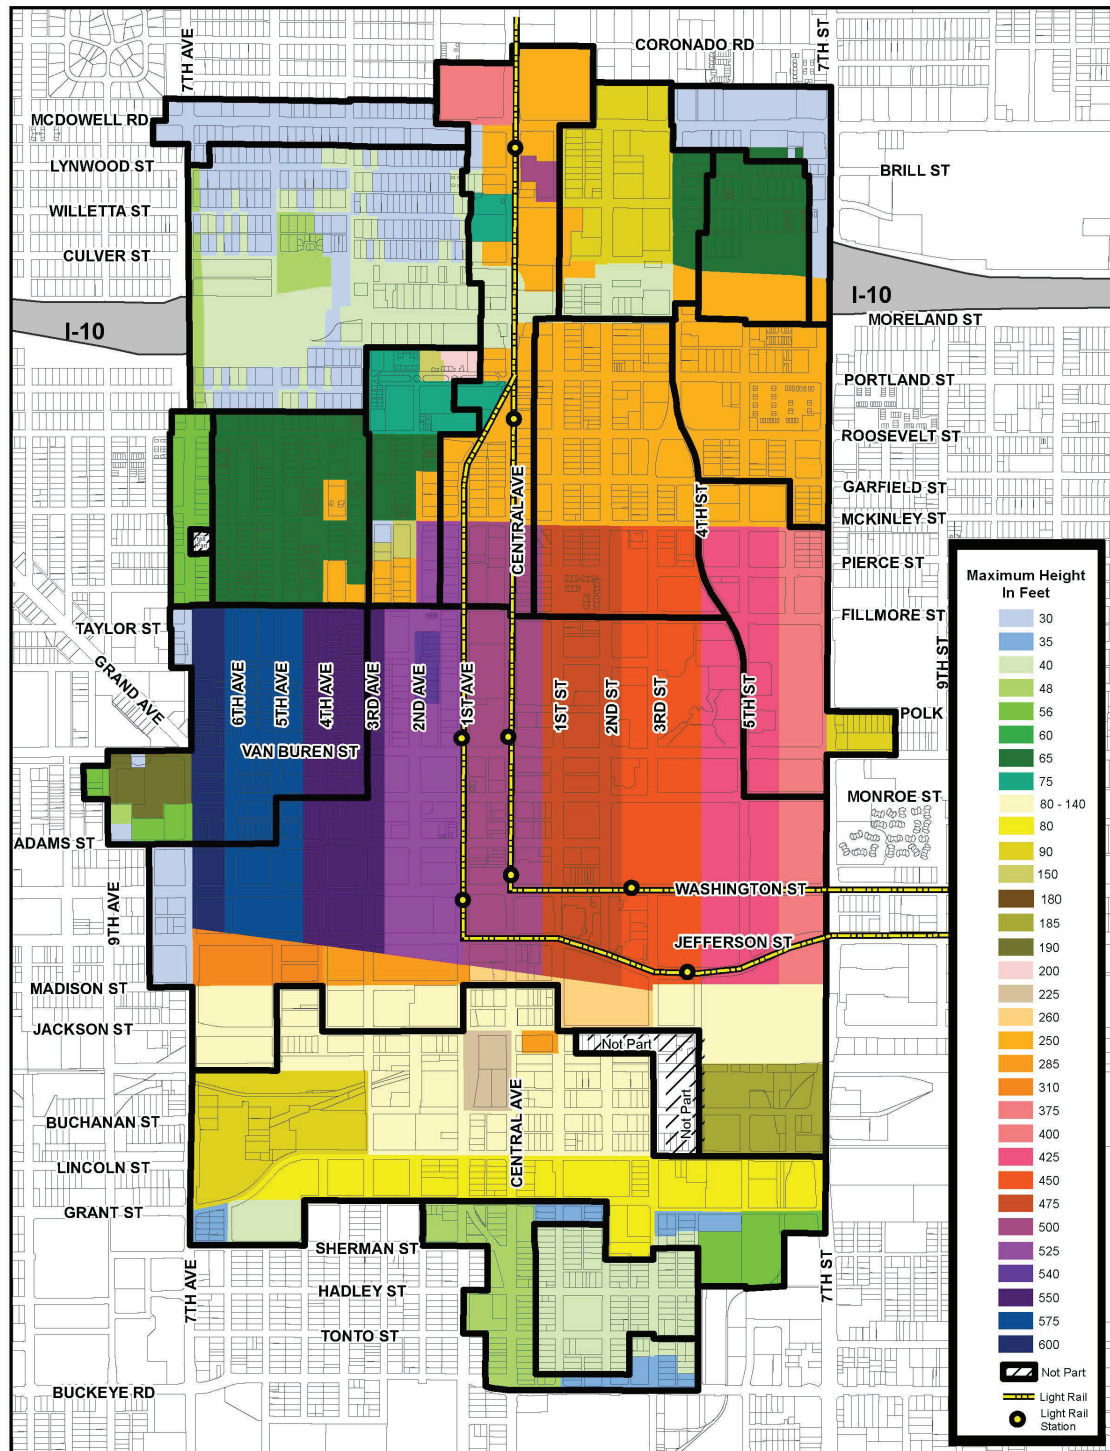 CORONADO RD
7TH AVE
7TH ST
MCDOWELL RD
LYNWOOD ST
BRILL ST
WILLETTA ST
CULVER ST
I-10
I-10
MORELAND ST
PORTLAND ST
ROOSEVELT ST
GARFIELD ST
MCKINLEY ST
4TH ST
CENTRAL AVE
Not
Part
PIERCE ST
FILLMORE ST
TAYLOR ST
GRAND AVE
6TH AVE
5TH AVE
4TH AVE
3RD AVE
2ND AVE
1ST AVE
1ST ST
2ND ST
3RD ST
5TH ST
9TH ST
POLK
VAN BUREN ST
MONROE ST
ADAMS ST
WASHINGTON ST
9TH AVE
JEFFERSON ST
MADISON ST
JACKSON ST
Not Part
Not Part
BUCHANAN ST
CENTRAL AVE
LINCOLN ST
GRANT ST
SHERMAN ST
7TH AVE
7TH ST
HADLEY ST
TONTO ST
BUCKEYE RD
Maximum Height
In Feet
30
35
40
48
56
60
65
75
80 - 140
80
90
150
180
185
190
200
225
260
250
285
310
375
400
425
450
475
500
525
540
550
575
600
Not Part
Light Rail
Light Rail
Station